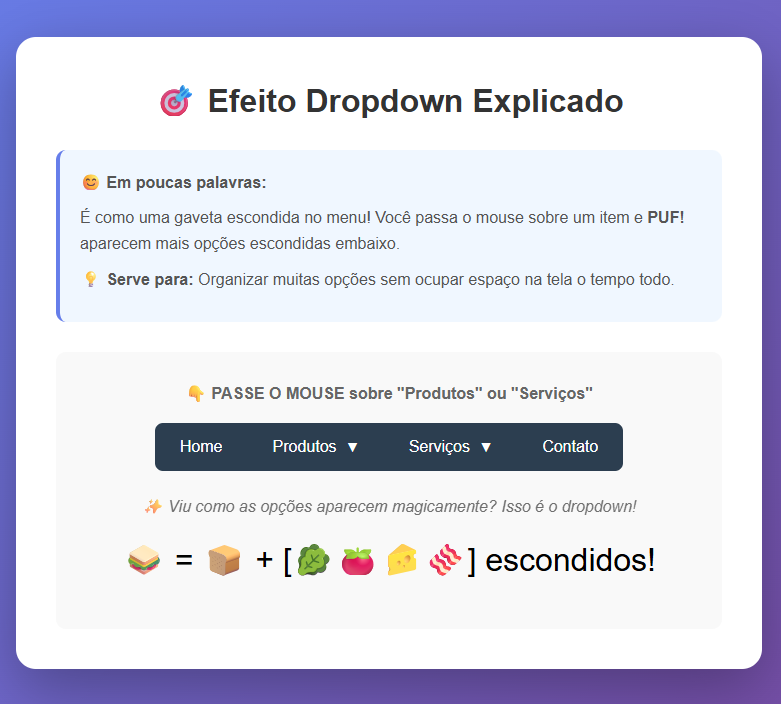 🎯 Efeito Dropdown Explicado
😊 Em poucas palavras:
É como uma gaveta escondida no menu! Você passa o mouse sobre um item e PUF!
aparecem mais opções escondidas embaixo.
💡 Serve para: Organizar muitas opções sem ocupar espaço na tela o tempo todo.
👇 PASSE O MOUSE sobre "Produtos" ou "Serviços"
Home Produtos ▼ Serviços ▼ Contato
✨ Viu como as opções aparecem magicamente? Isso é o dropdown!
🥪 = 🍞 + [🥬 🍅 🧀 🥓] escondidos!